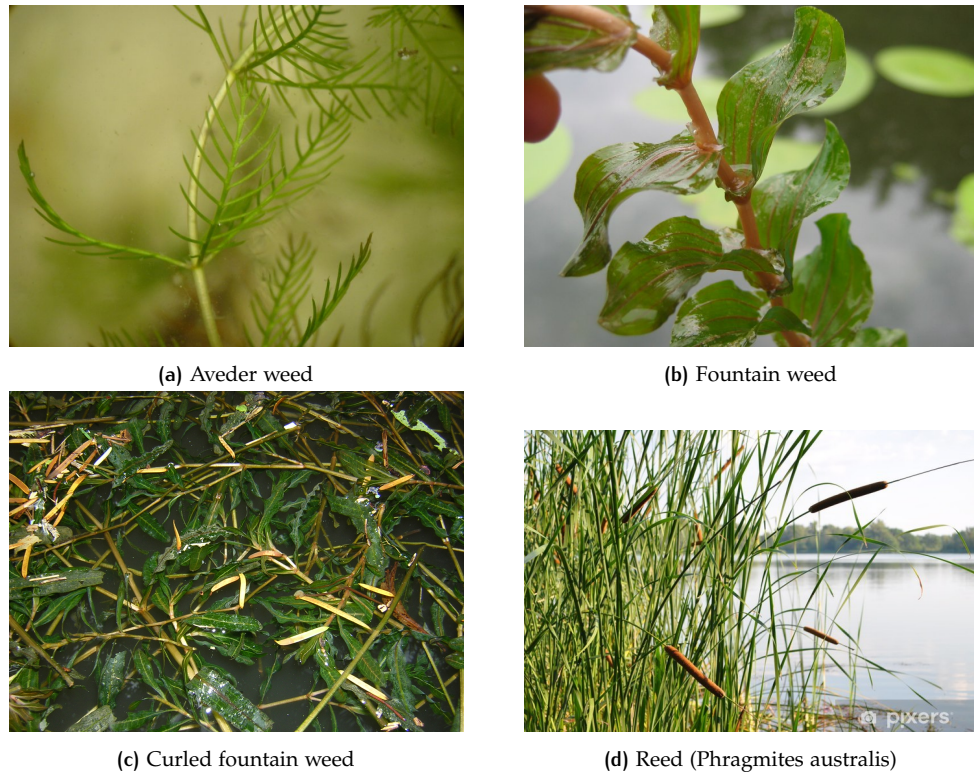 (a) Aveder weed
(b) Fountain weed
(c) Curled fountain weed
pixers
(d) Reed (Phragmites australis)